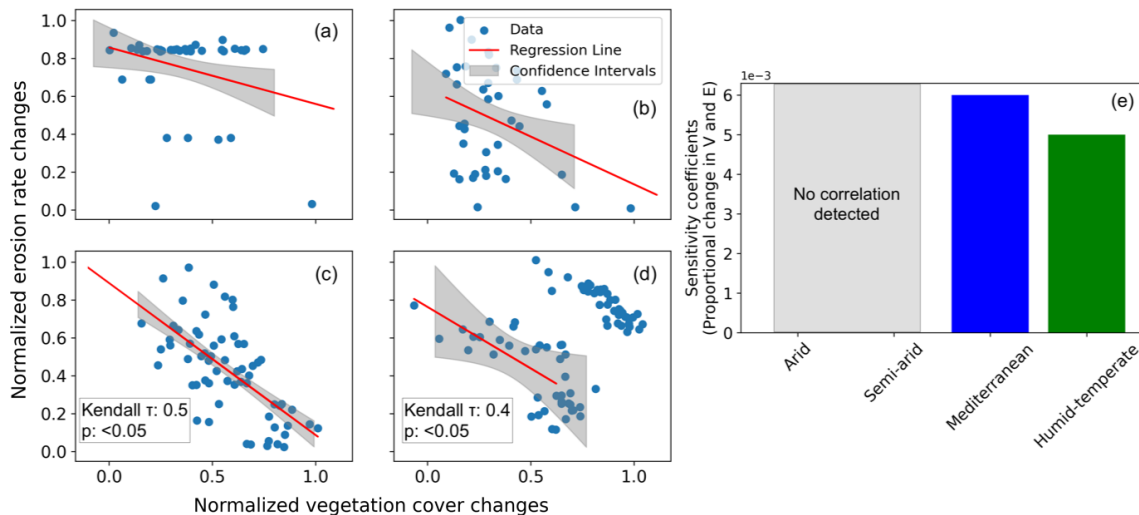 Normalized erosion rate changes
1.0
0.8
0.6
0.4
0.2
0.0
(a)
Data
Regression Line
Confidence Intervals
(b)
1.0
0.8
0.6
0.4
0.2
0.0
(c)
Kendall τ: 0.5
p: <0.05
0.0
0.5
1.0
(d)
Kendall τ: 0.4
p: <0.05
0.0
0.5
1.0
Normalized vegetation cover changes
1e−3
Sensitivity coefficients
(Proportional change in V and E)
6
5
4
3
2
1
0
(e)
No correlation
detected
Arid
Semi-arid
Mediterranean
Humid-temperate